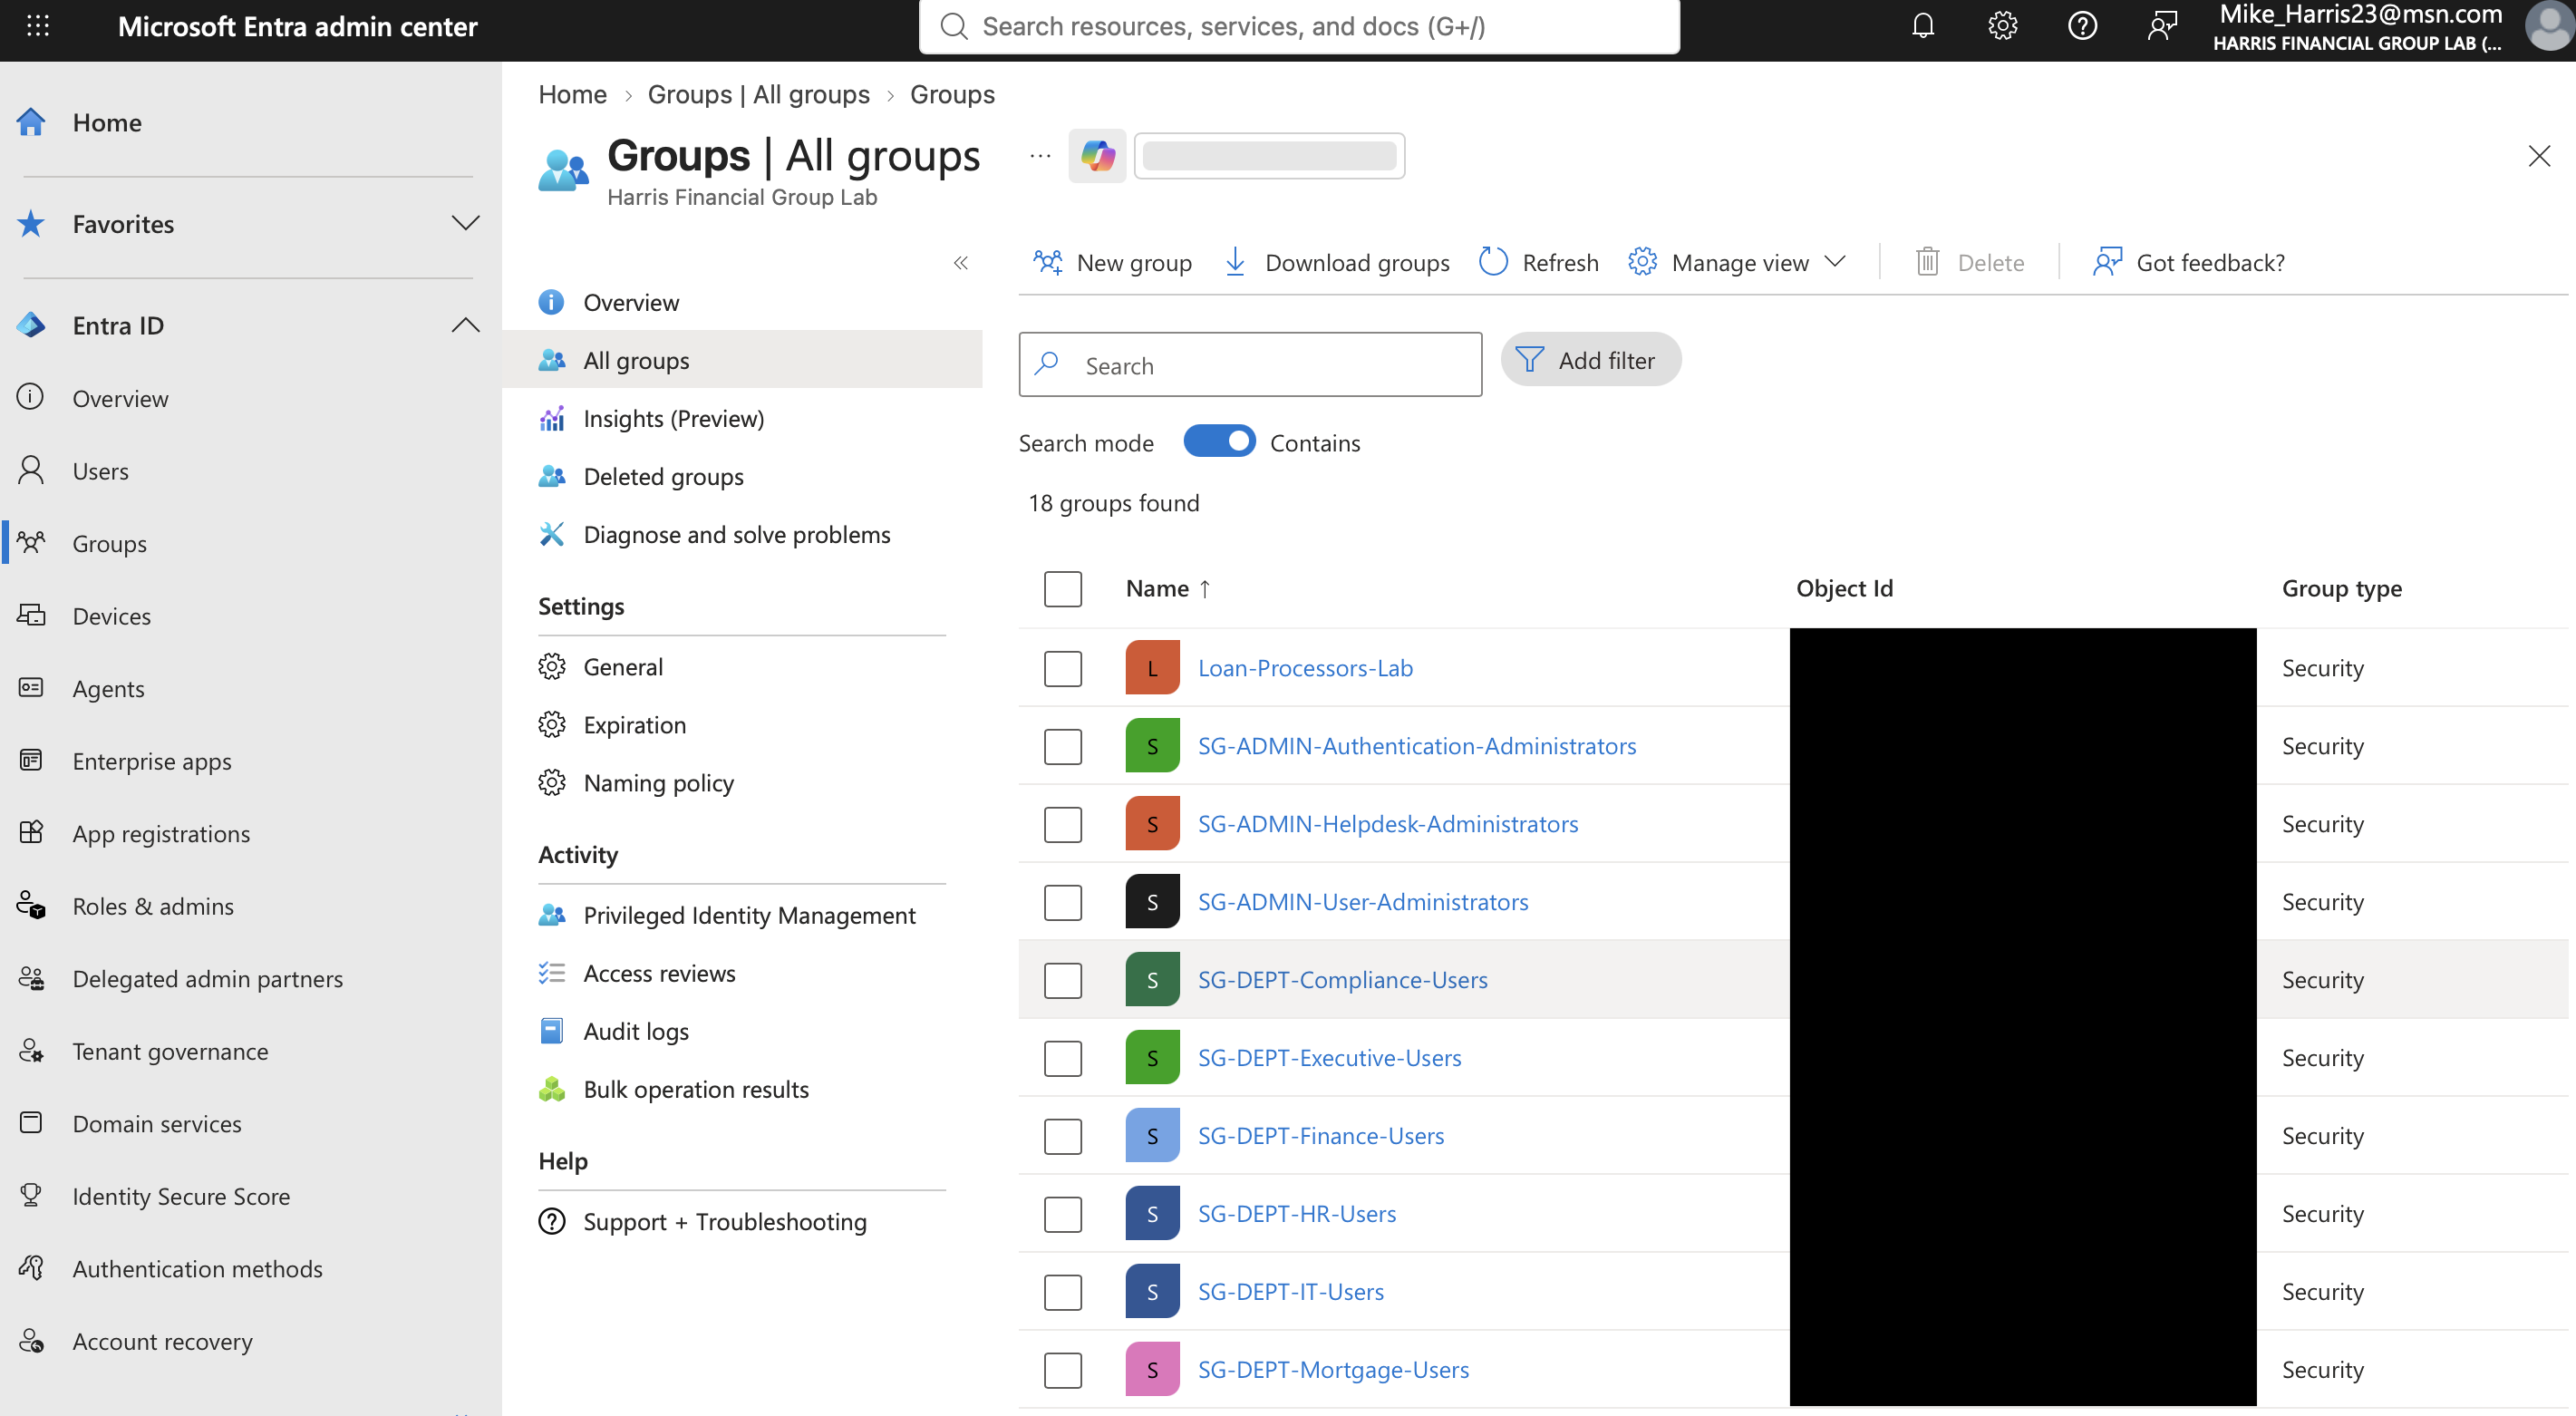 Microsoft Entra admin center
Search resources, services, and docs (G+/)
Mike_Harris23@msn.com
HARRIS FINANCIAL GROUP LAB (...
Home
Favorites
Entra ID
Overview
Users
Groups
Devices
Agents
Enterprise apps
App registrations
Roles & admins
Delegated admin partners
Tenant governance
Domain services
Identity Secure Score
Authentication methods
Account recovery
Home > Groups | All groups > Groups
Groups | All groups ...
Harris Financial Group Lab
Overview
All groups
Insights (Preview)
Deleted groups
Diagnose and solve problems
Settings
General
Expiration
Naming policy
Activity
Privileged Identity Management
Access reviews
Audit logs
Bulk operation results
Help
Support + Troubleshooting
New group Download groups Refresh Manage view Delete Got feedback?
Search Add filter
Search mode Contains
18 groups found
Name ↑ Object Id Group type
L Loan-Processors-Lab Security
S SG-ADMIN-Authentication-Administrators Security
S SG-ADMIN-Helpdesk-Administrators Security
S SG-ADMIN-User-Administrators Security
S SG-DEPT-Compliance-Users Security
S SG-DEPT-Executive-Users Security
S SG-DEPT-Finance-Users Security
S SG-DEPT-HR-Users Security
S SG-DEPT-IT-Users Security
S SG-DEPT-Mortgage-Users Security